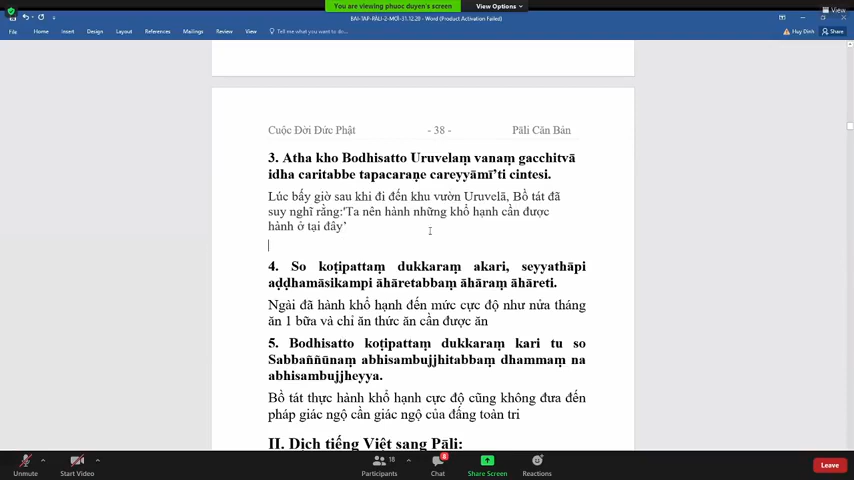 You are viewing phuoc duyen's screen
View Options
View
BAI-TAP-PALI-2-MOI-31.12.20 - Word (Product Activation Failed)
File Home Insert Design Layout References Mailings Review View Tell me what you want to do...
Huy Dinh Share
Cuộc Đời Đức Phật - 38 - Pāli Căn Bản
3. Atha kho Bodhisatto Uruvelaṃ vanaṃ gacchitvā
idha caritabbe tapacaraṇe careyyāmī’ti cintesi.
Lúc bấy giờ sau khi đi đến khu vườn Uruvelā, Bồ tát đã
suy nghĩ rằng:'Ta nên hành những khổ hạnh cần được
hành ở tại đây’
4. So koṭipattaṃ dukkaraṃ akari, seyyathāpi
aḍḍhamāsikampi āhāretabbaṃ āhāraṃ āhāreti.
Ngài đã hành khổ hạnh đến mức cực độ như nửa tháng
ăn 1 bữa và chỉ ăn thức ăn cần được ăn
5. Bodhisatto koṭipattaṃ dukkaraṃ kari tu so
Sabbaññūnaṃ abhisambujjhitabbaṃ dhammaṃ na
abhisambujjheyya.
Bồ tát thực hành khổ hạnh cực độ cũng không đưa đến
pháp giác ngộ cần giác ngộ của đấng toàn tri
II. Dịch tiếng Việt sang Pāli:
Unmute Start Video Participants 18 Chat 8 Share Screen Reactions Leave